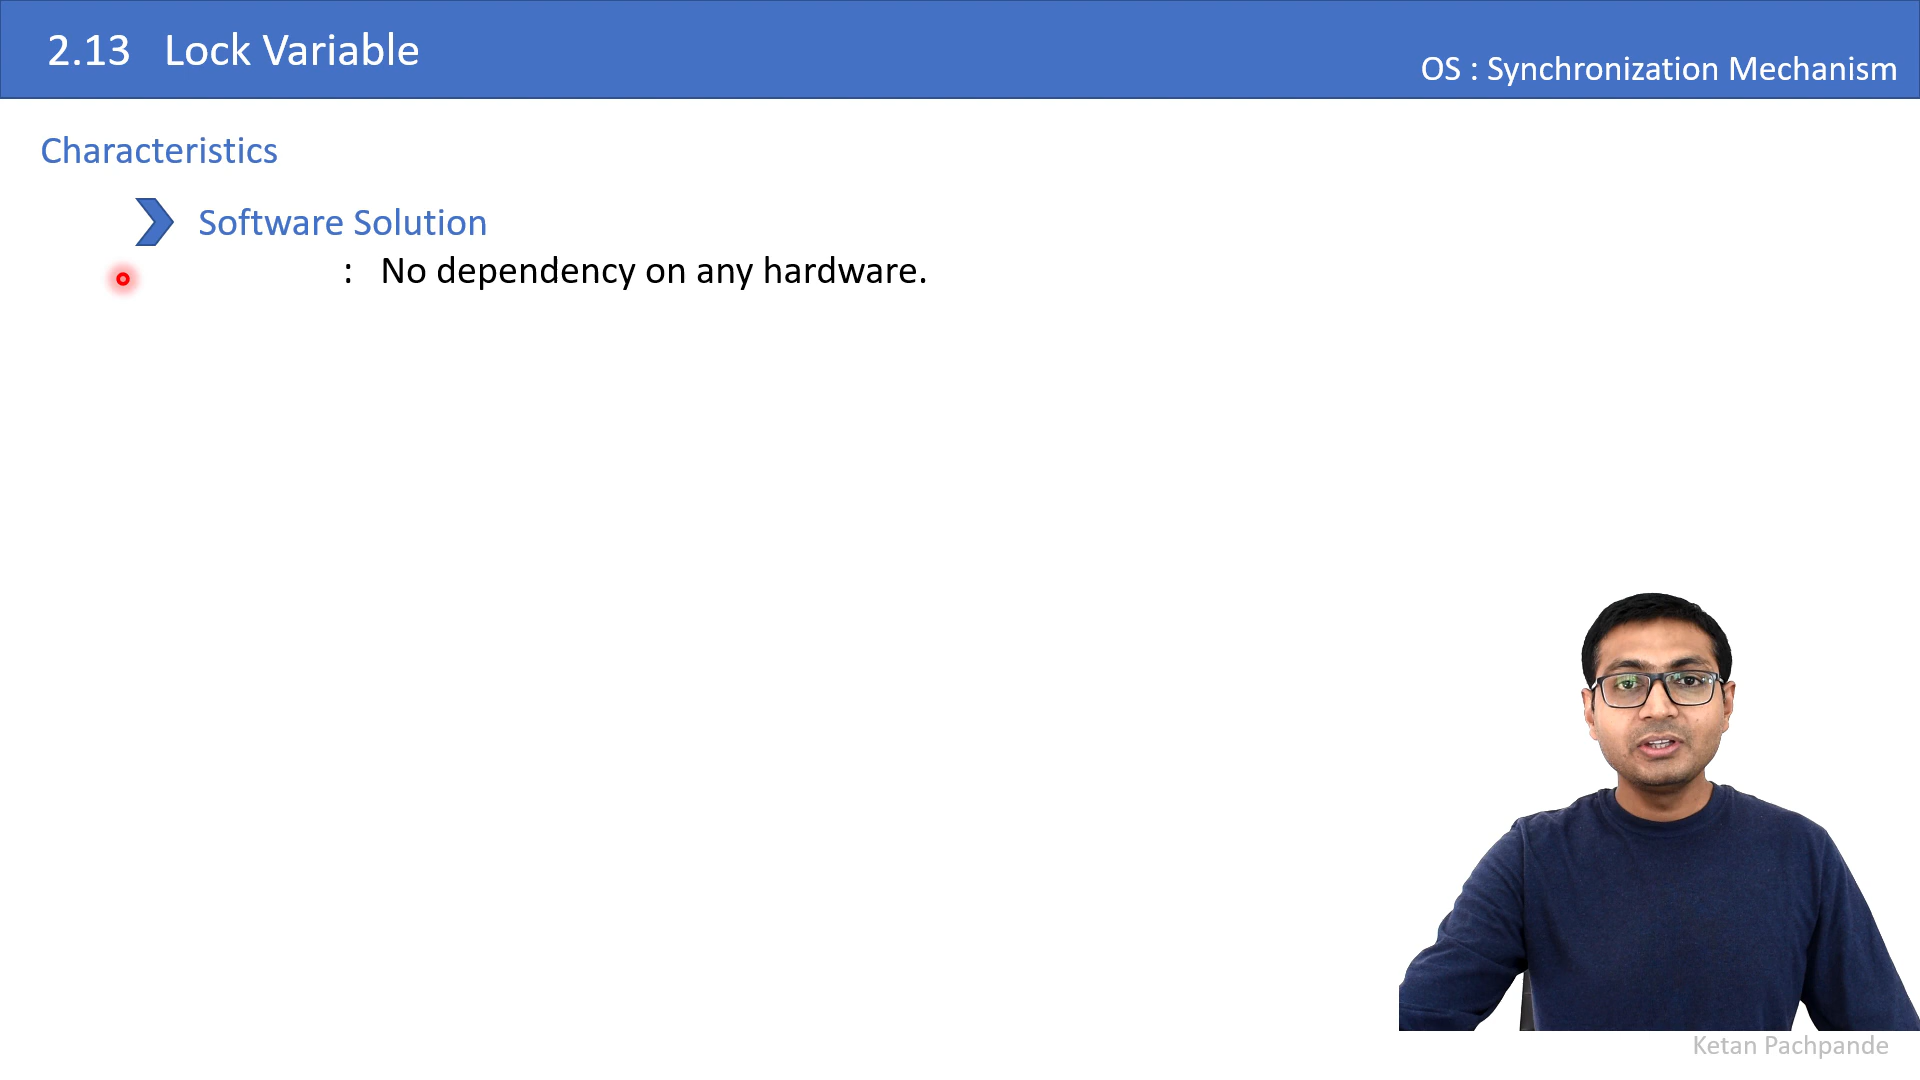 2.13 Lock Variable
OS : Synchronization Mechanism
Characteristics
Software Solution
: No dependency on any hardware.
Ketan Pachpande